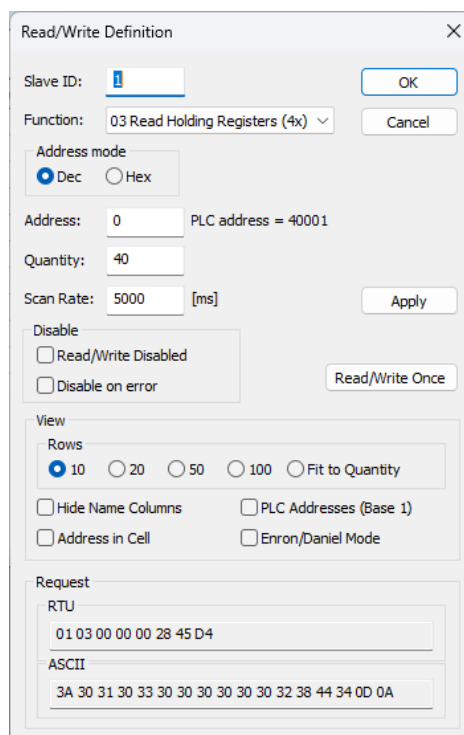 Read/Write Definition
Slave ID: 1 OK
Function: 03 Read Holding Registers (4x) Cancel
Address mode
Dec Hex
Address: 0 PLC address = 40001
Quantity: 40
Scan Rate: 5000 [ms] Apply
Disable
Read/Write Disabled
Disable on error Read/Write Once
View
Rows
10 20 50 100 Fit to Quantity
Hide Name Columns PLC Addresses (Base 1)
Address in Cell Enron/Daniel Mode
Request
RTU
01 03 00 00 00 28 45 D4
ASCII
3A 30 31 30 33 30 30 30 30 30 30 32 38 44 34 0D 0A